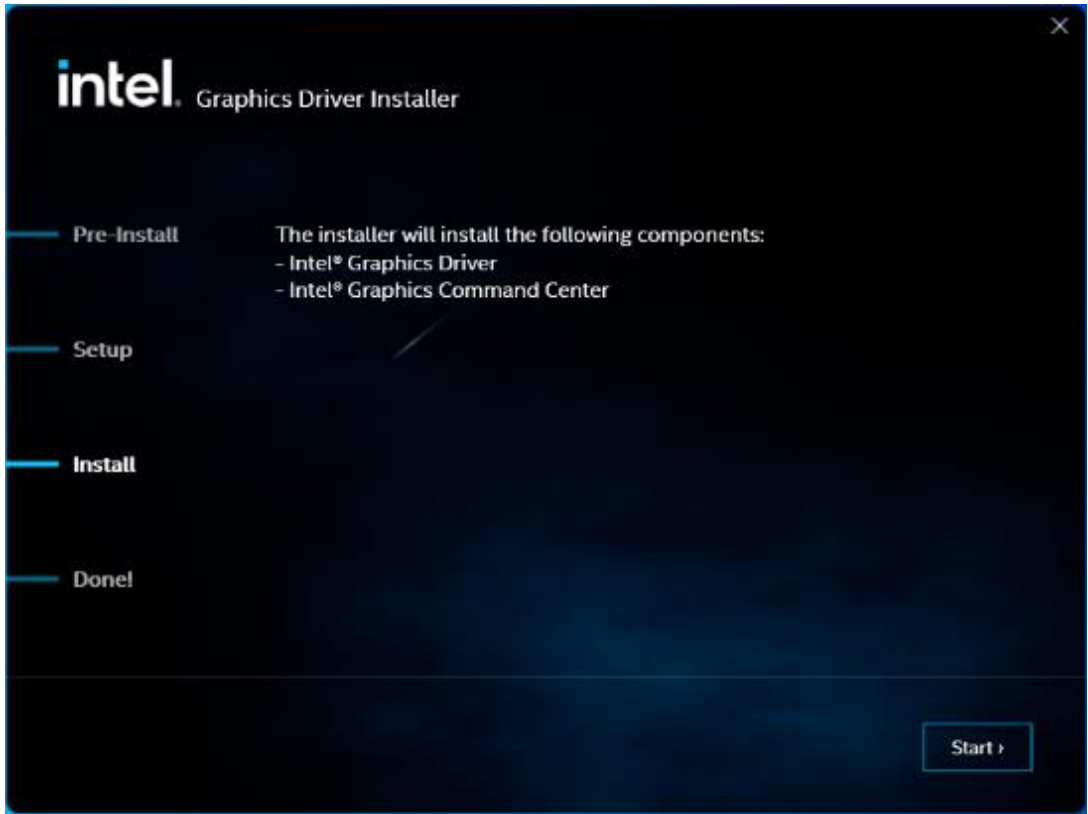 intel. Graphics Driver Installer
Pre-Install
The installer will install the following components:
- Intel® Graphics Driver
- Intel® Graphics Command Center
Setup
Install
Done!
Start ›